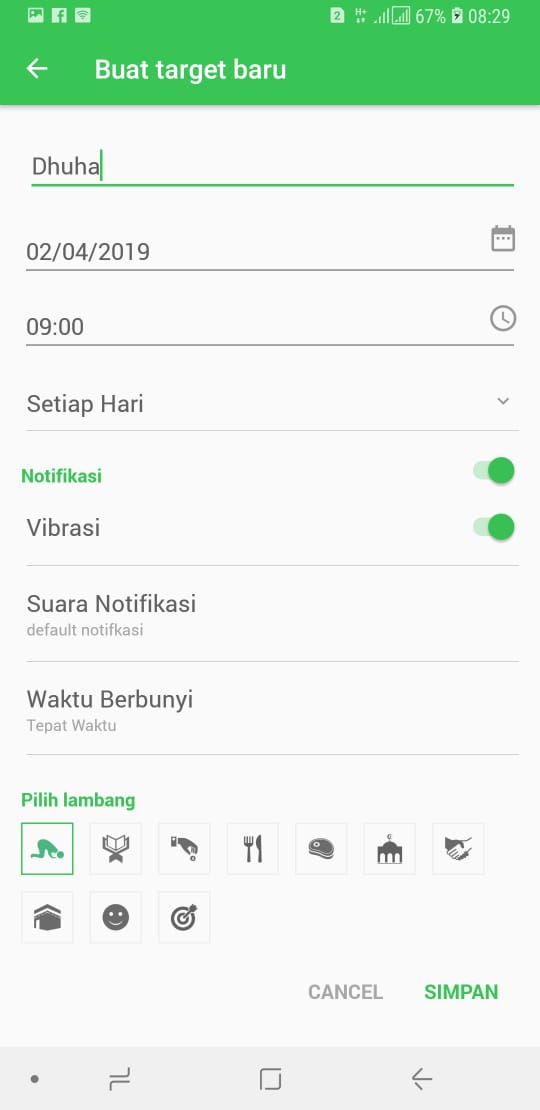 2 H+ 67% 08:29
Buat target baru
Dhuha
02/04/2019
09:00
Setiap Hari
Notifikasi
Vibrasi
Suara Notifikasi
default notifkasi
Waktu Berbunyi
Tepat Waktu
Pilih lambang
CANCEL SIMPAN